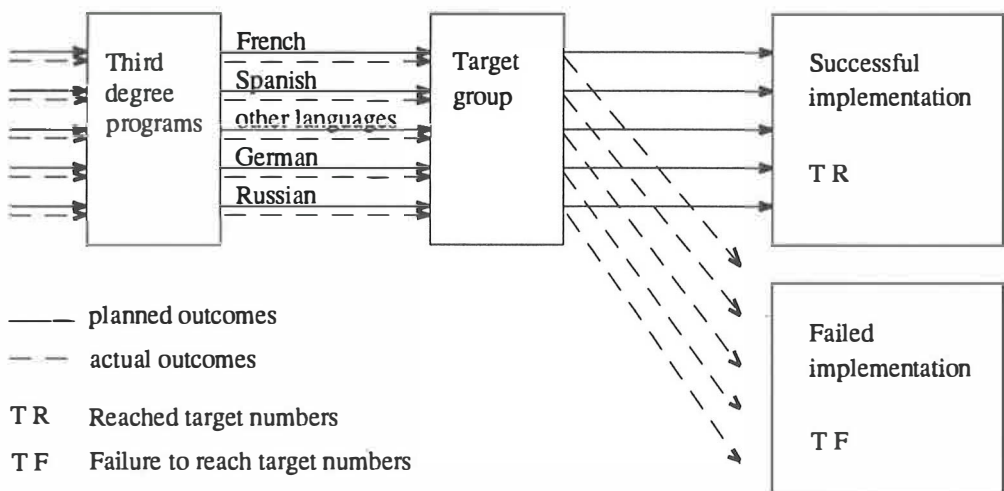 Third
degree
programs
French
Spanish
other languages
German
Russian
Target
group
Successful
implementation
T R
Failed
implementation
T F
planned outcomes
actual outcomes
T R Reached target numbers
T F Failure to reach target numbers